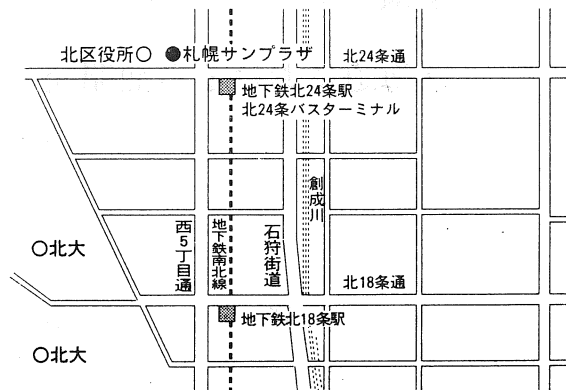 北区役所○ ●札幌サンプラザ
北24条通
地下鉄北24条駅
北24条バスターミナル
創成川
西5丁目通
地下鉄南北線
石狩街道
○北大
北18条通
地下鉄北18条駅
○北大